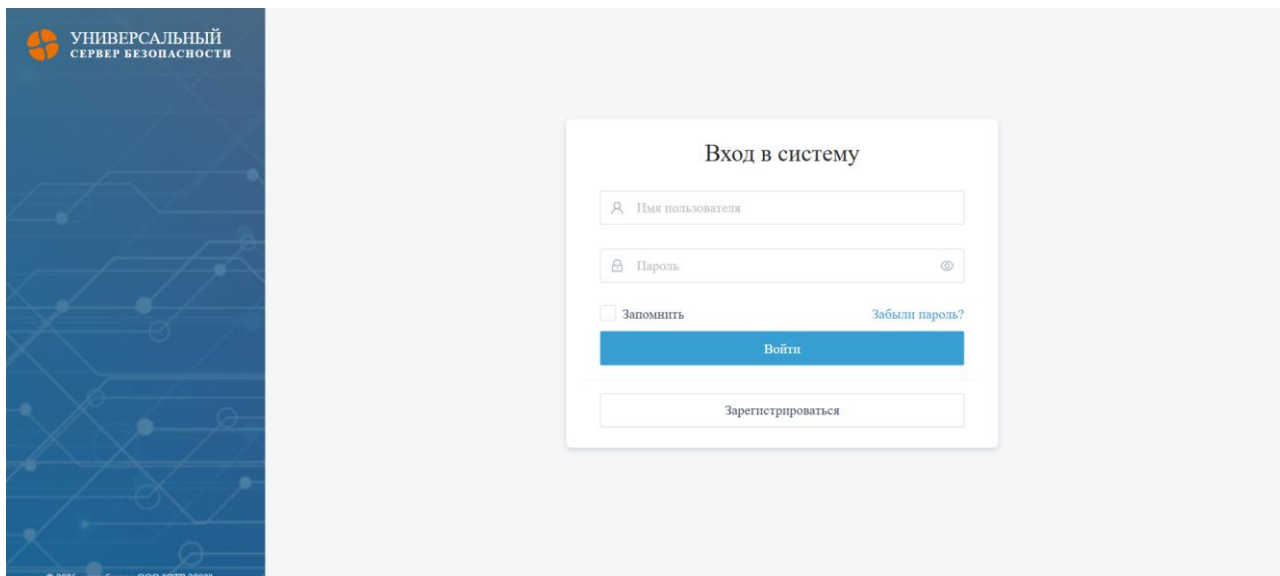 УНИВЕРСАЛЬНЫЙ
СЕРВЕР БЕЗОПАСНОСТИ
Вход в систему
Имя пользователя
Пароль
Запомнить
Забыли пароль?
Войти
Зарегистрироваться